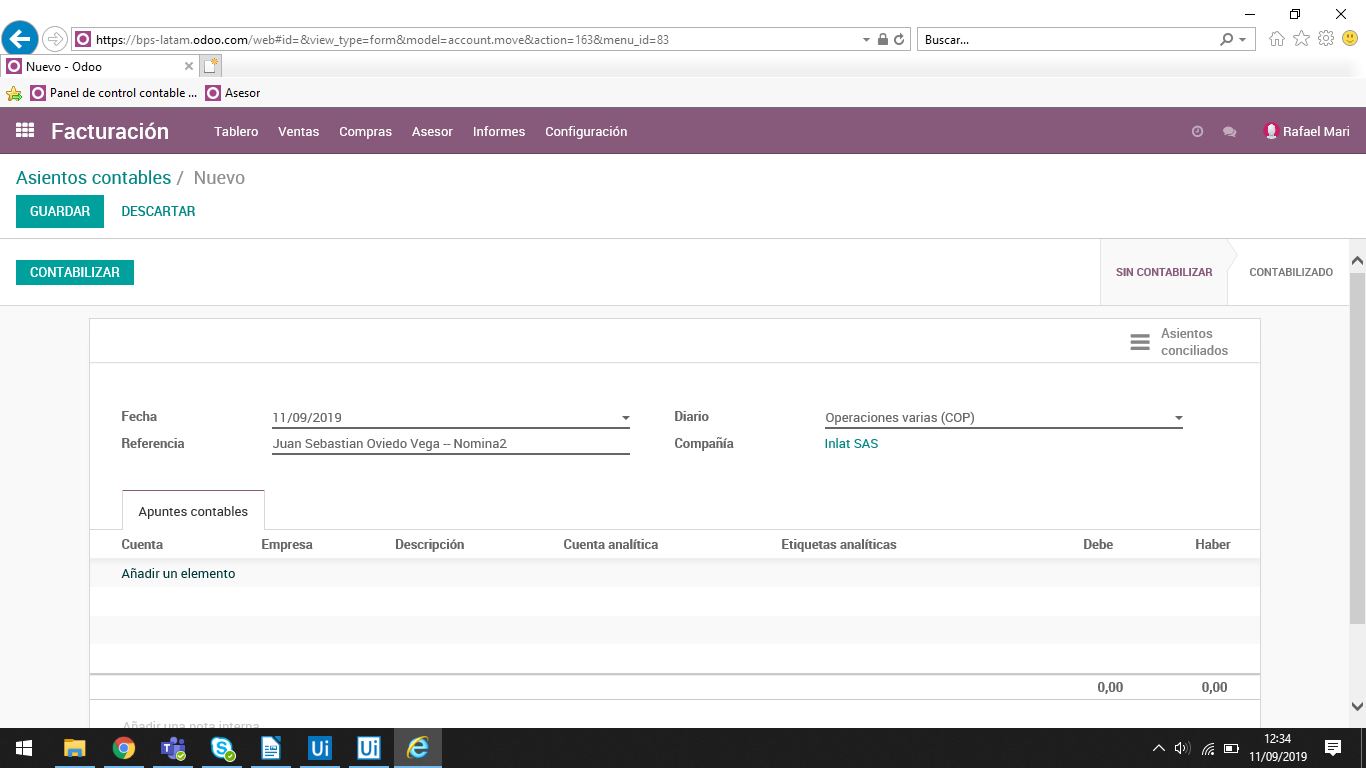 https://bps-latam.odoo.com/web#id=&view_type=form&model=account.move&action=163&menu_id=83
Buscar...
Nuevo - Odoo
Panel de control contable ...
Asesor
Facturación
Tablero
Ventas
Compras
Asesor
Informes
Configuración
Rafael Mari
Asientos contables / Nuevo
GUARDAR
DESCARTAR
CONTABILIZAR
SIN CONTABILIZAR
CONTABILIZADO
Asientos
conciliados
Fecha
11/09/2019
Diario
Operaciones varias (COP)
Referencia
Juan Sebastian Oviedo Vega -- Nomina2
Compañía
Inlat SAS
Apuntes contables
Cuenta
Empresa
Descripción
Cuenta analítica
Etiquetas analíticas
Debe
Haber
Añadir un elemento
0,00
0,00
Añadir una nota interna
Ui
Ui
12:34
11/09/2019